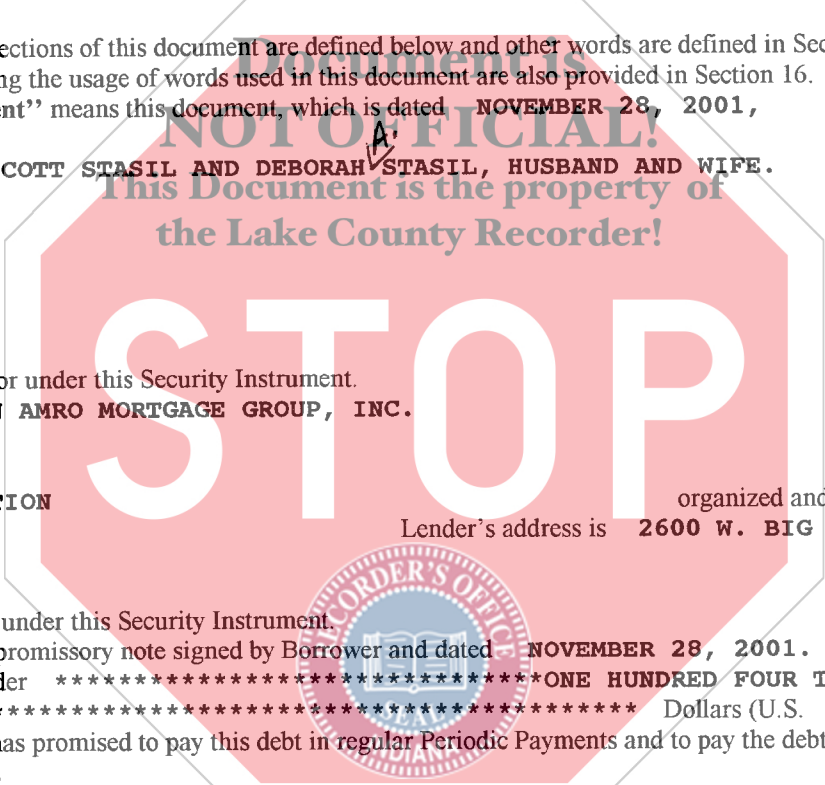 ections of this document are defined below and other words are defined in Sec
ng the usage of words used in this document are also provided in Section 16.
Document is
ent” means this document, which is dated NOVEMBER 28, 2001,
NOT OFFICIAL!
A.
COTT STASIL AND DEBORAH STASIL, HUSBAND AND WIFE.
This Document is the property of
the Lake County Recorder!
STOP
or under this Security Instrument.
N AMRO MORTGAGE GROUP, INC.
TION organized and
Lender's address is 2600 W. BIG
RECORDER'S OFFICE
under this Security Instrument.
promissory note signed by Borrower and dated NOVEMBER 28, 2001.
der *******************************ONE HUNDRED FOUR T
***************************************** Dollars (U.S.
SEAL
has promised to pay this debt in regular Periodic Payments and to pay the debt
INDIANA